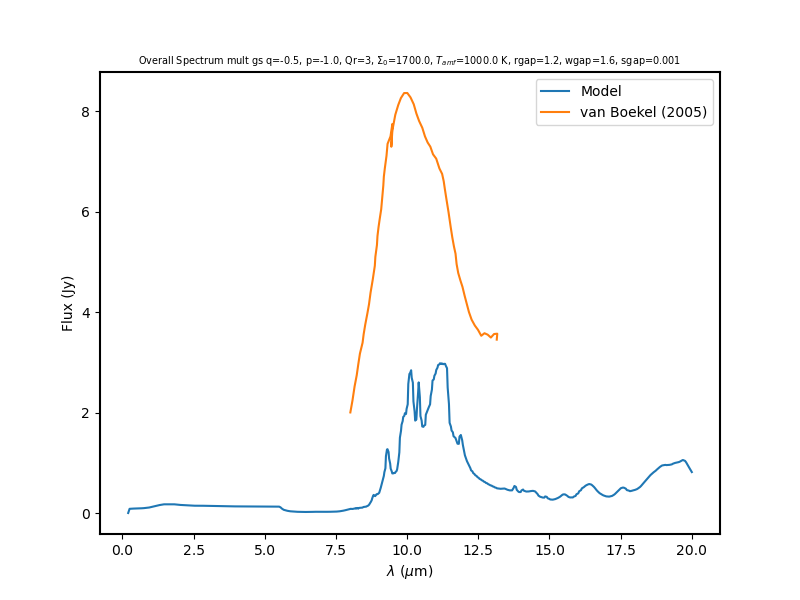 Overall Spectrum mult gs q=-0.5, p=-1.0, Qr=3, Σ₀=1700.0, T_amf=1000.0 K, rgap=1.2, wgap=1.6, sgap=0.001
Model
van Boekel (2005)
8
6
4
2
0
Flux (Jy)
0.0 2.5 5.0 7.5 10.0 12.5 15.0 17.5 20.0
λ (μm)